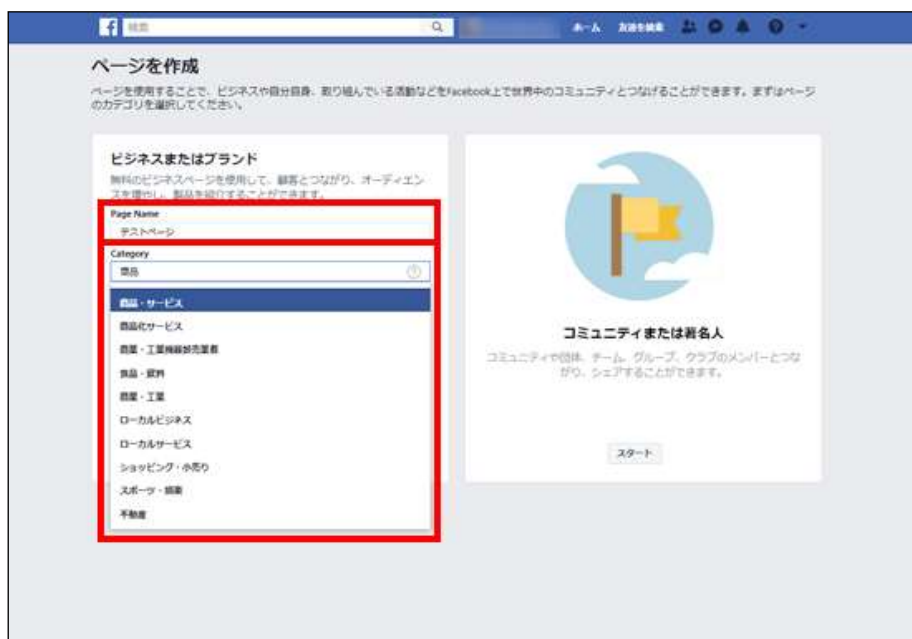 f 検索
ホーム 友達を検索
ページを作成
ページを使用することで、ビジネスや自分自身、取り組んでいる活動などをFacebook上で世界中のコミュニティとつなげることができます。まずはページ
のカテゴリを選択してください。
ビジネスまたはブランド
無料のビジネスページを使用して、顧客とつながり、オーディエン
スを増やし、製品を紹介することができます。
Page Name
テストページ
Category
商品
商品・サービス
商品化サービス
商業・工業機器卸売業者
食品・飲料
商業・工業
ローカルビジネス
ローカルサービス
ショッピング・小売り
スポーツ・娯楽
不動産
コミュニティまたは著名人
コミュニティや団体、チーム、グループ、クラブのメンバーとつな
がり、シェアすることができます。
スタート